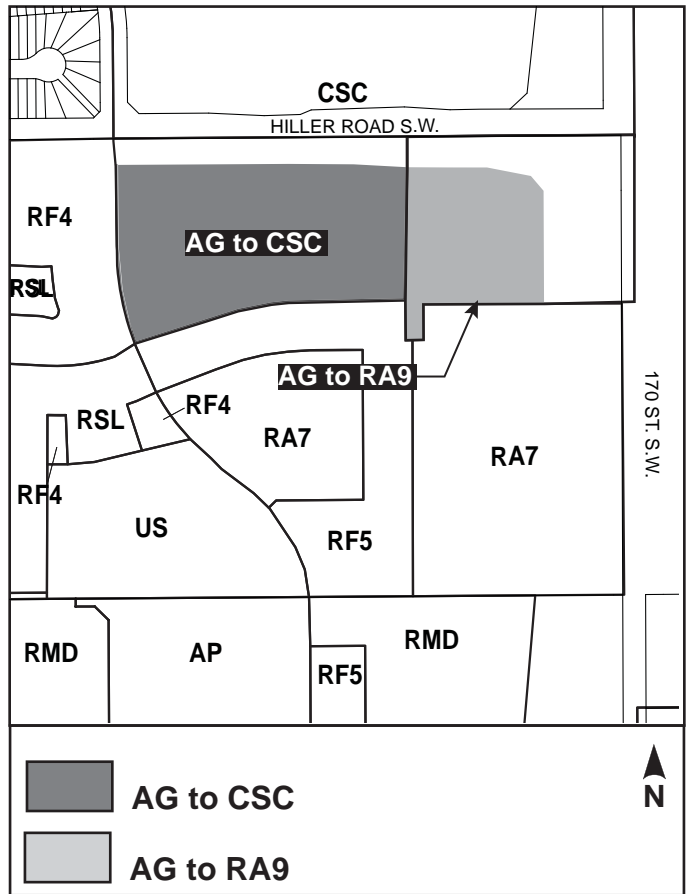 CSC
HILLER ROAD S.W.
RF4
AG to CSC
RSL
AG to RA9
170 ST. S.W.
RSL
RF4
RA7
RA7
RF4
US
RF5
RMD
AP
RMD
RF5
AG to CSC
N
AG to RA9